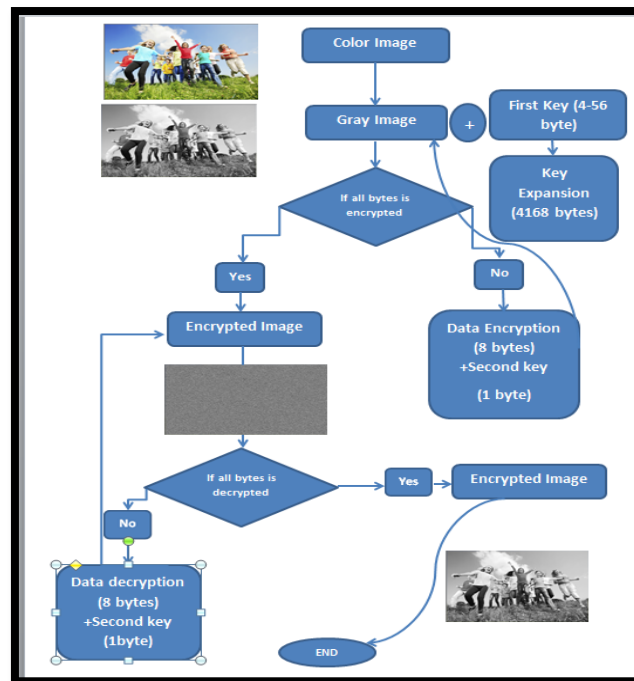 Color Image
Gray Image
+
First Key (4-56
byte)
Key
Expansion
(4168 bytes)
If all bytes is
encrypted
Yes
No
Encrypted Image
Data Encryption
(8 bytes)
+Second key
(1 byte)
If all bytes is
decrypted
Yes
Encrypted Image
No
Data decryption
(8 bytes)
+Second key
(1byte)
END